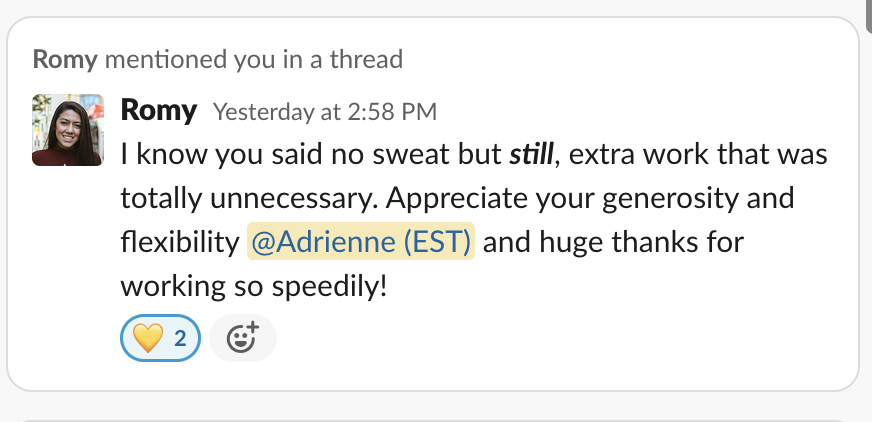 Romy mentioned you in a thread
Romy Yesterday at 2:58 PM
I know you said no sweat but still, extra work that was
totally unnecessary. Appreciate your generosity and
flexibility @Adrienne (EST) and huge thanks for
working so speedily!
💛 2